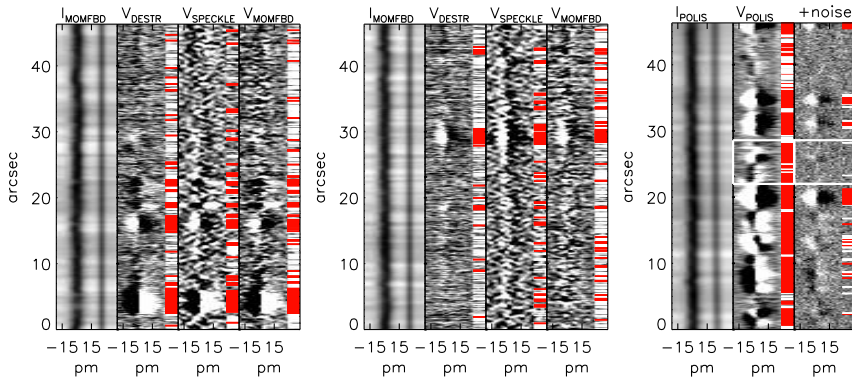 I_MOMFBD V_DESTR V_SPECKLE V_MOMFBD
I_MOMFBD V_DESTR V_SPECKLE V_MOMFBD
I_POLIS V_POLIS +noise
arcsec
40
30
20
10
0
arcsec
40
30
20
10
0
arcsec
40
30
20
10
0
-15 15 -15 15 -15 15 -15 15
pm pm pm pm
-15 15 -15 15 -15 15 -15 15
pm pm pm pm
-15 15 -15 15 -15 15
pm pm pm